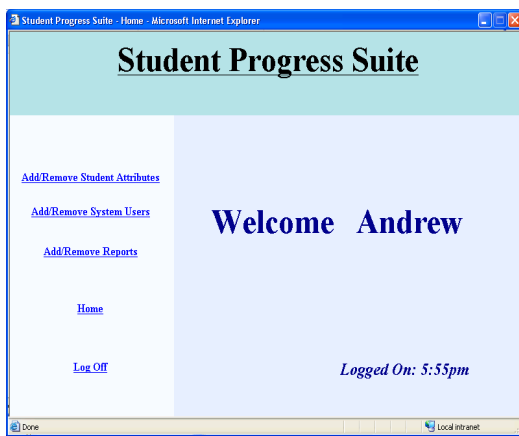 Student Progress Suite - Home - Microsoft Internet Explorer
Student Progress Suite
Add/Remove Student Attributes
Add/Remove System Users
Add/Remove Reports
Home
Log Off
Welcome Andrew
Logged On: 5:55pm
Done
Local intranet